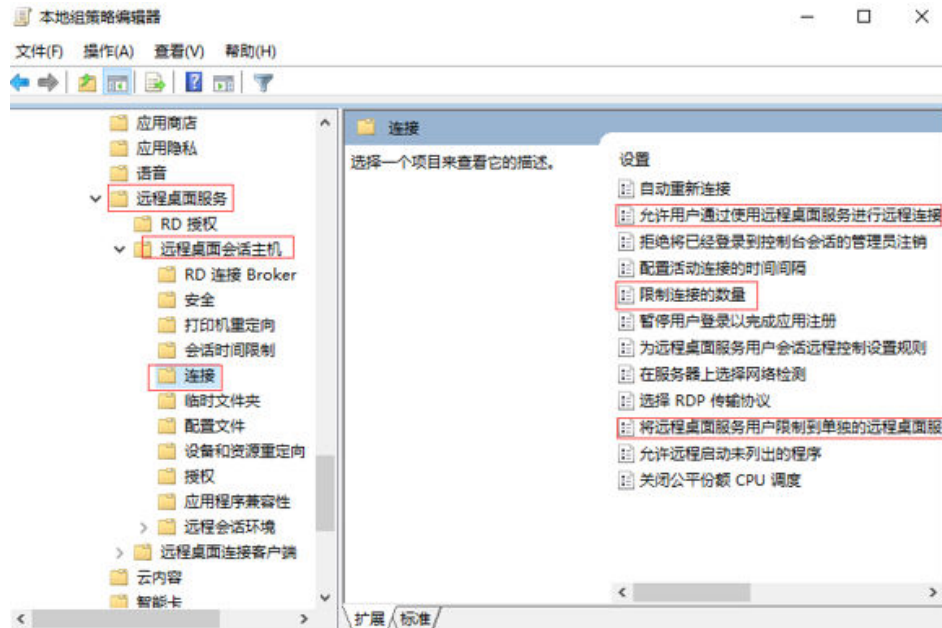 本地组策略编辑器
文件(F) 操作(A) 查看(V) 帮助(H)
应用商店
应用隐私
语音
远程桌面服务
RD 授权
远程桌面会话主机
RD 连接 Broker
安全
打印机重定向
会话时间限制
连接
临时文件夹
配置文件
设备和资源重定向
授权
应用程序兼容性
远程会话环境
远程桌面连接客户端
云内容
智能卡
连接
选择一个项目来查看它的描述。
设置
自动重新连接
允许用户通过使用远程桌面服务进行远程连接
拒绝将已经登录到控制台会话的管理员注销
配置活动连接的时间间隔
限制连接的数量
暂停用户登录以完成应用注册
为远程桌面服务用户会话远程控制设置规则
在服务器上选择网络检测
选择 RDP 传输协议
将远程桌面服务用户限制到单独的远程桌面服
允许远程启动未列出的程序
关闭公平份额 CPU 调度
扩展 标准